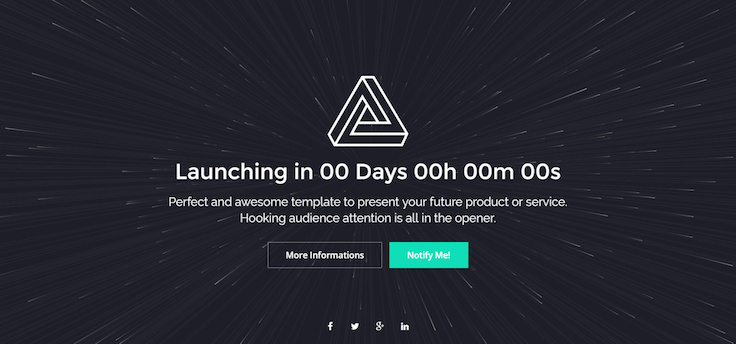 Launching in 00 Days 00h 00m 00s
Perfect and awesome template to present your future product or service.
Hooking audience attention is all in the opener.
More Informations
Notify Me!